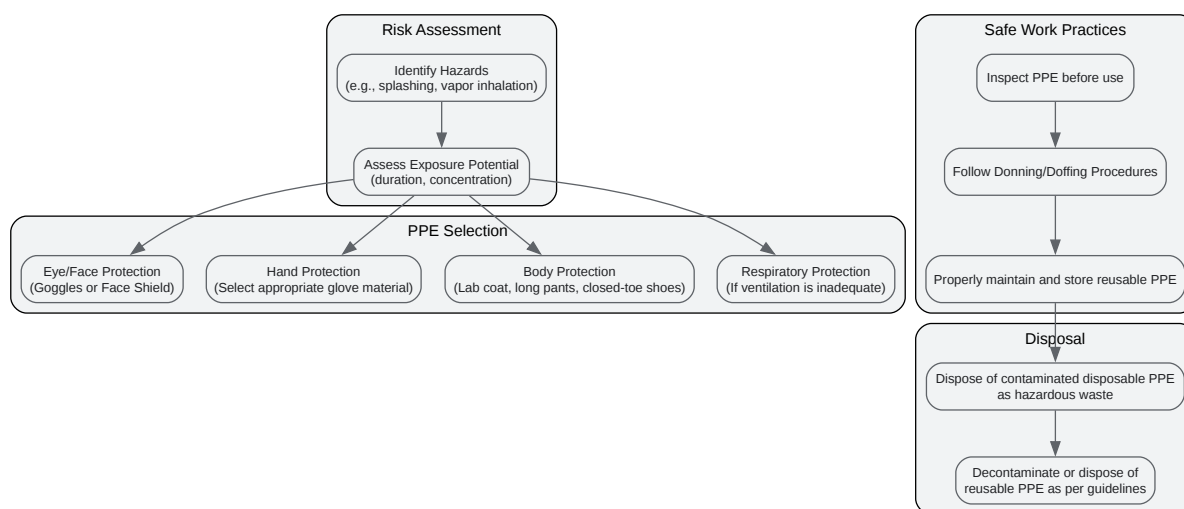 Risk Assessment
Identify Hazards
(e.g., splashing, vapor inhalation)
Assess Exposure Potential
(duration, concentration)
PPE Selection
Eye/Face Protection
(Goggles or Face Shield)
Hand Protection
(Select appropriate glove material)
Body Protection
(Lab coat, long pants, closed-toe shoes)
Respiratory Protection
(If ventilation is inadequate)
Safe Work Practices
Inspect PPE before use
Follow Donning/Doffing Procedures
Properly maintain and store reusable PPE
Disposal
Dispose of contaminated disposable PPE
as hazardous waste
Decontaminate or dispose of
reusable PPE as per guidelines